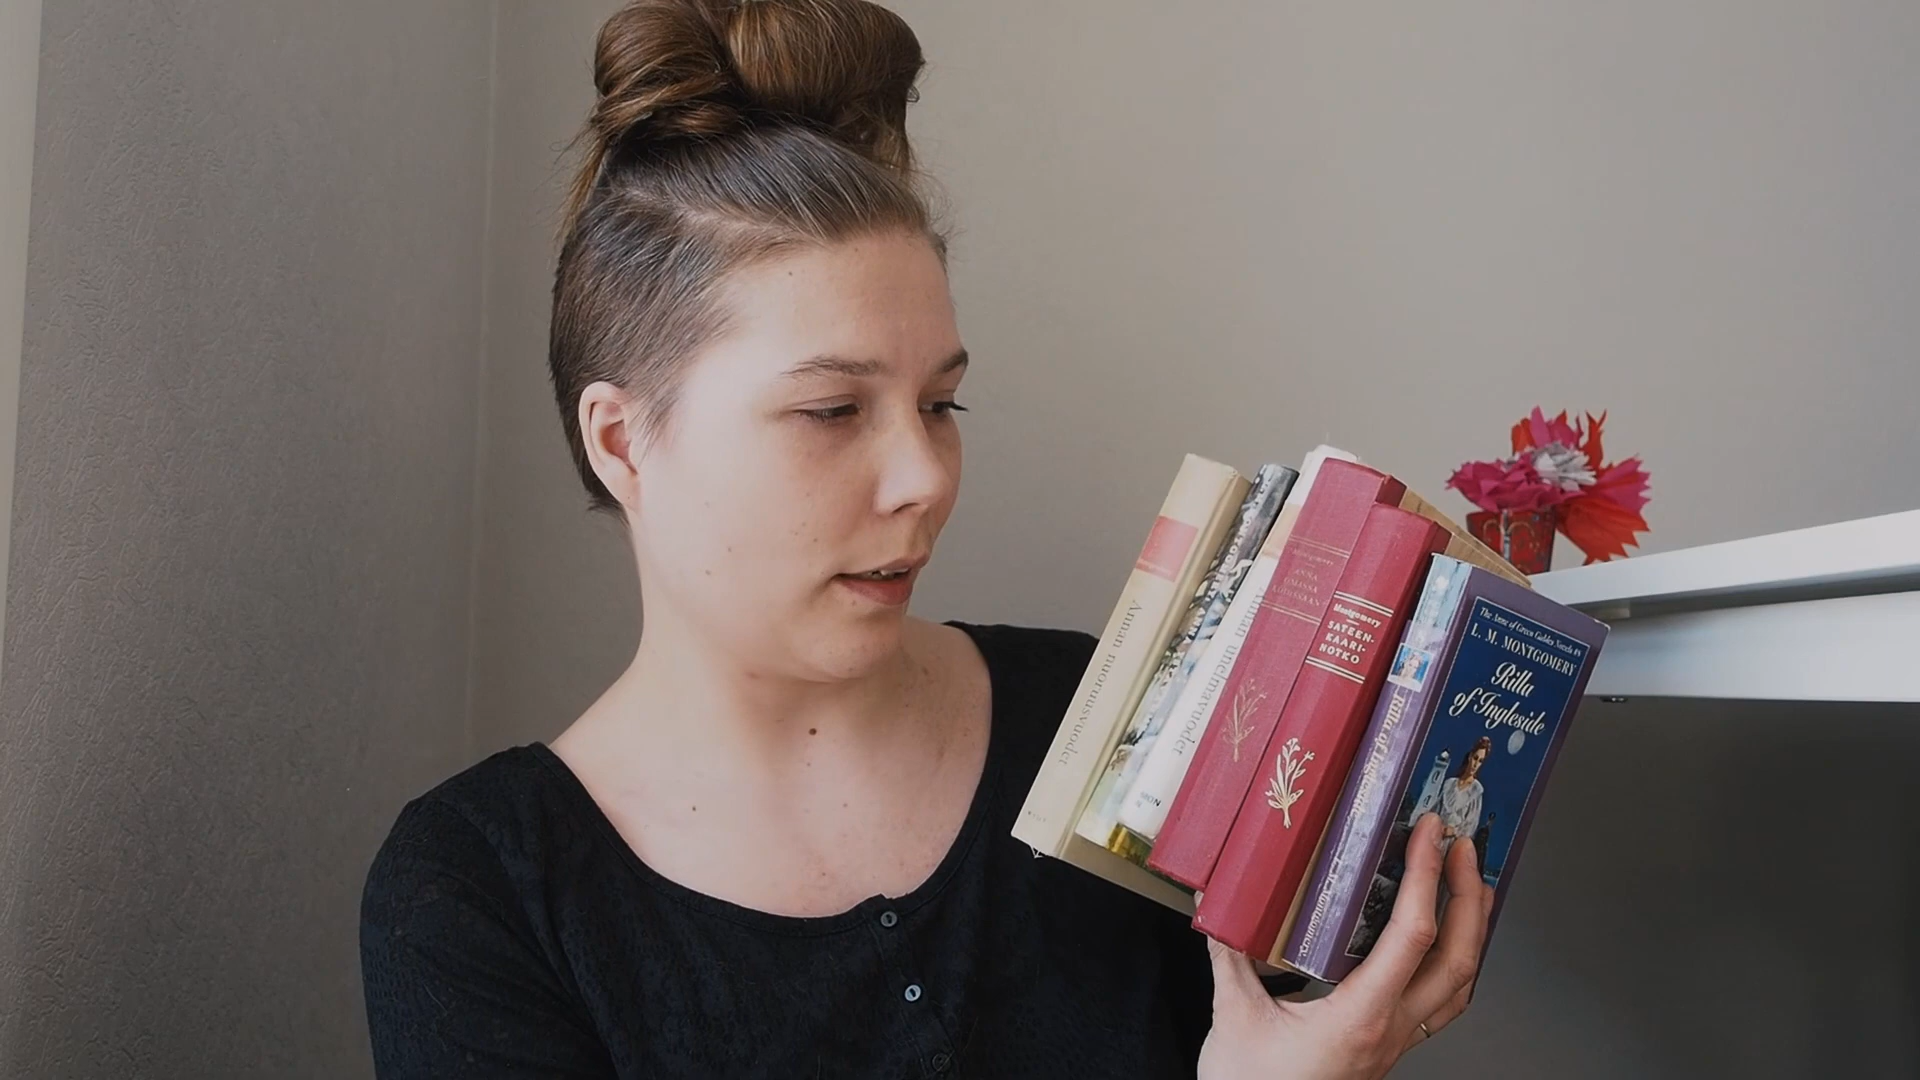 Annan nuoruusvuodet
Annan unelmavuodet
Montgomery
ANNA
OMASSA
KODISSAAN
Montgomery
SATEEN-
KAARI-
NOTKO
Rilla of Ingleside
L. M. Montgomery
The Anne of Green Gables Novels #8
L. M. MONTGOMERY
Rilla
of Ingleside